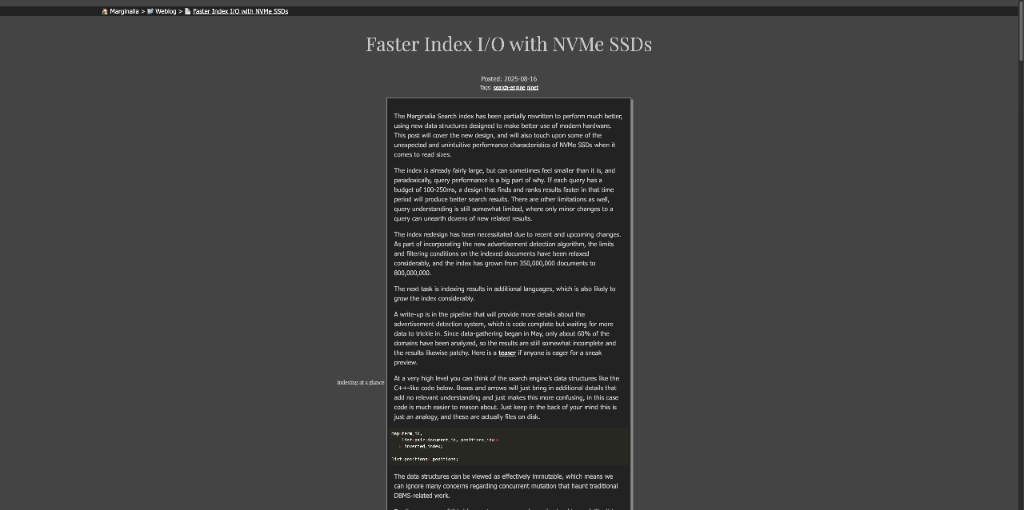 Marginalia > Weblog > Faster Index I/O with NVMe SSDs
Faster Index I/O with NVMe SSDs
Posted: 2025-08-16
Tags: search-engine nlnet
The Marginalia Search index has been partially rewritten to perform much better,
using new data structures designed to make better use of modern hardware.
This post will cover the new design, and will also touch upon some of the
unexpected and unintuitive performance characteristics of NVMe SSDs when it
comes to read sizes.
The index is already fairly large, but can sometimes feel smaller than it is, and
paradoxically, query performance is a big part of why. If each query has a
budget of 100-250ms, a design that finds and ranks results faster in that time
period will produce better search results. There are other limitations as well,
query understanding is still somewhat limited, where only minor changes to a
query can unearth dozens of new related results.
The index redesign has been necessitated due to recent and upcoming changes.
As part of incorporating the new advertisement detection algorithm, the limits
and filtering conditions on the indexed documents have been relaxed
considerably, and the index has grown from 350,000,000 documents to
800,000,000.
The next task is indexing results in additional languages, which is also likely to
grow the index considerably.
A write-up is in the pipeline that will provide more details about the
advertisement detection system, which is code complete but waiting for more
data to trickle in. Since data-gathering began in May, only about 60% of the
domains have been analyzed, so the results are still somewhat incomplete and
the results likewise patchy. Here is a teaser if anyone is eager for a sneak
preview.
Indexing at a glance
At a very high level you can think of the search engine's data structures like the
C++-like code below. Boxes and arrows will just bring in additional details that
add no relevant understanding and just makes this more confusing, in this case
code is much easier to reason about. Just keep in the back of your mind this is
just an analogy, and these are actually files on disk.
map<term_id,
list<pair<document_id, positions_idx>>
> inverted_index;
list<positions> positions;
The data structures can be viewed as effectively immutable, which means we
can ignore many concerns regarding concurrent mutation that haunt traditional
DBMS-related work.